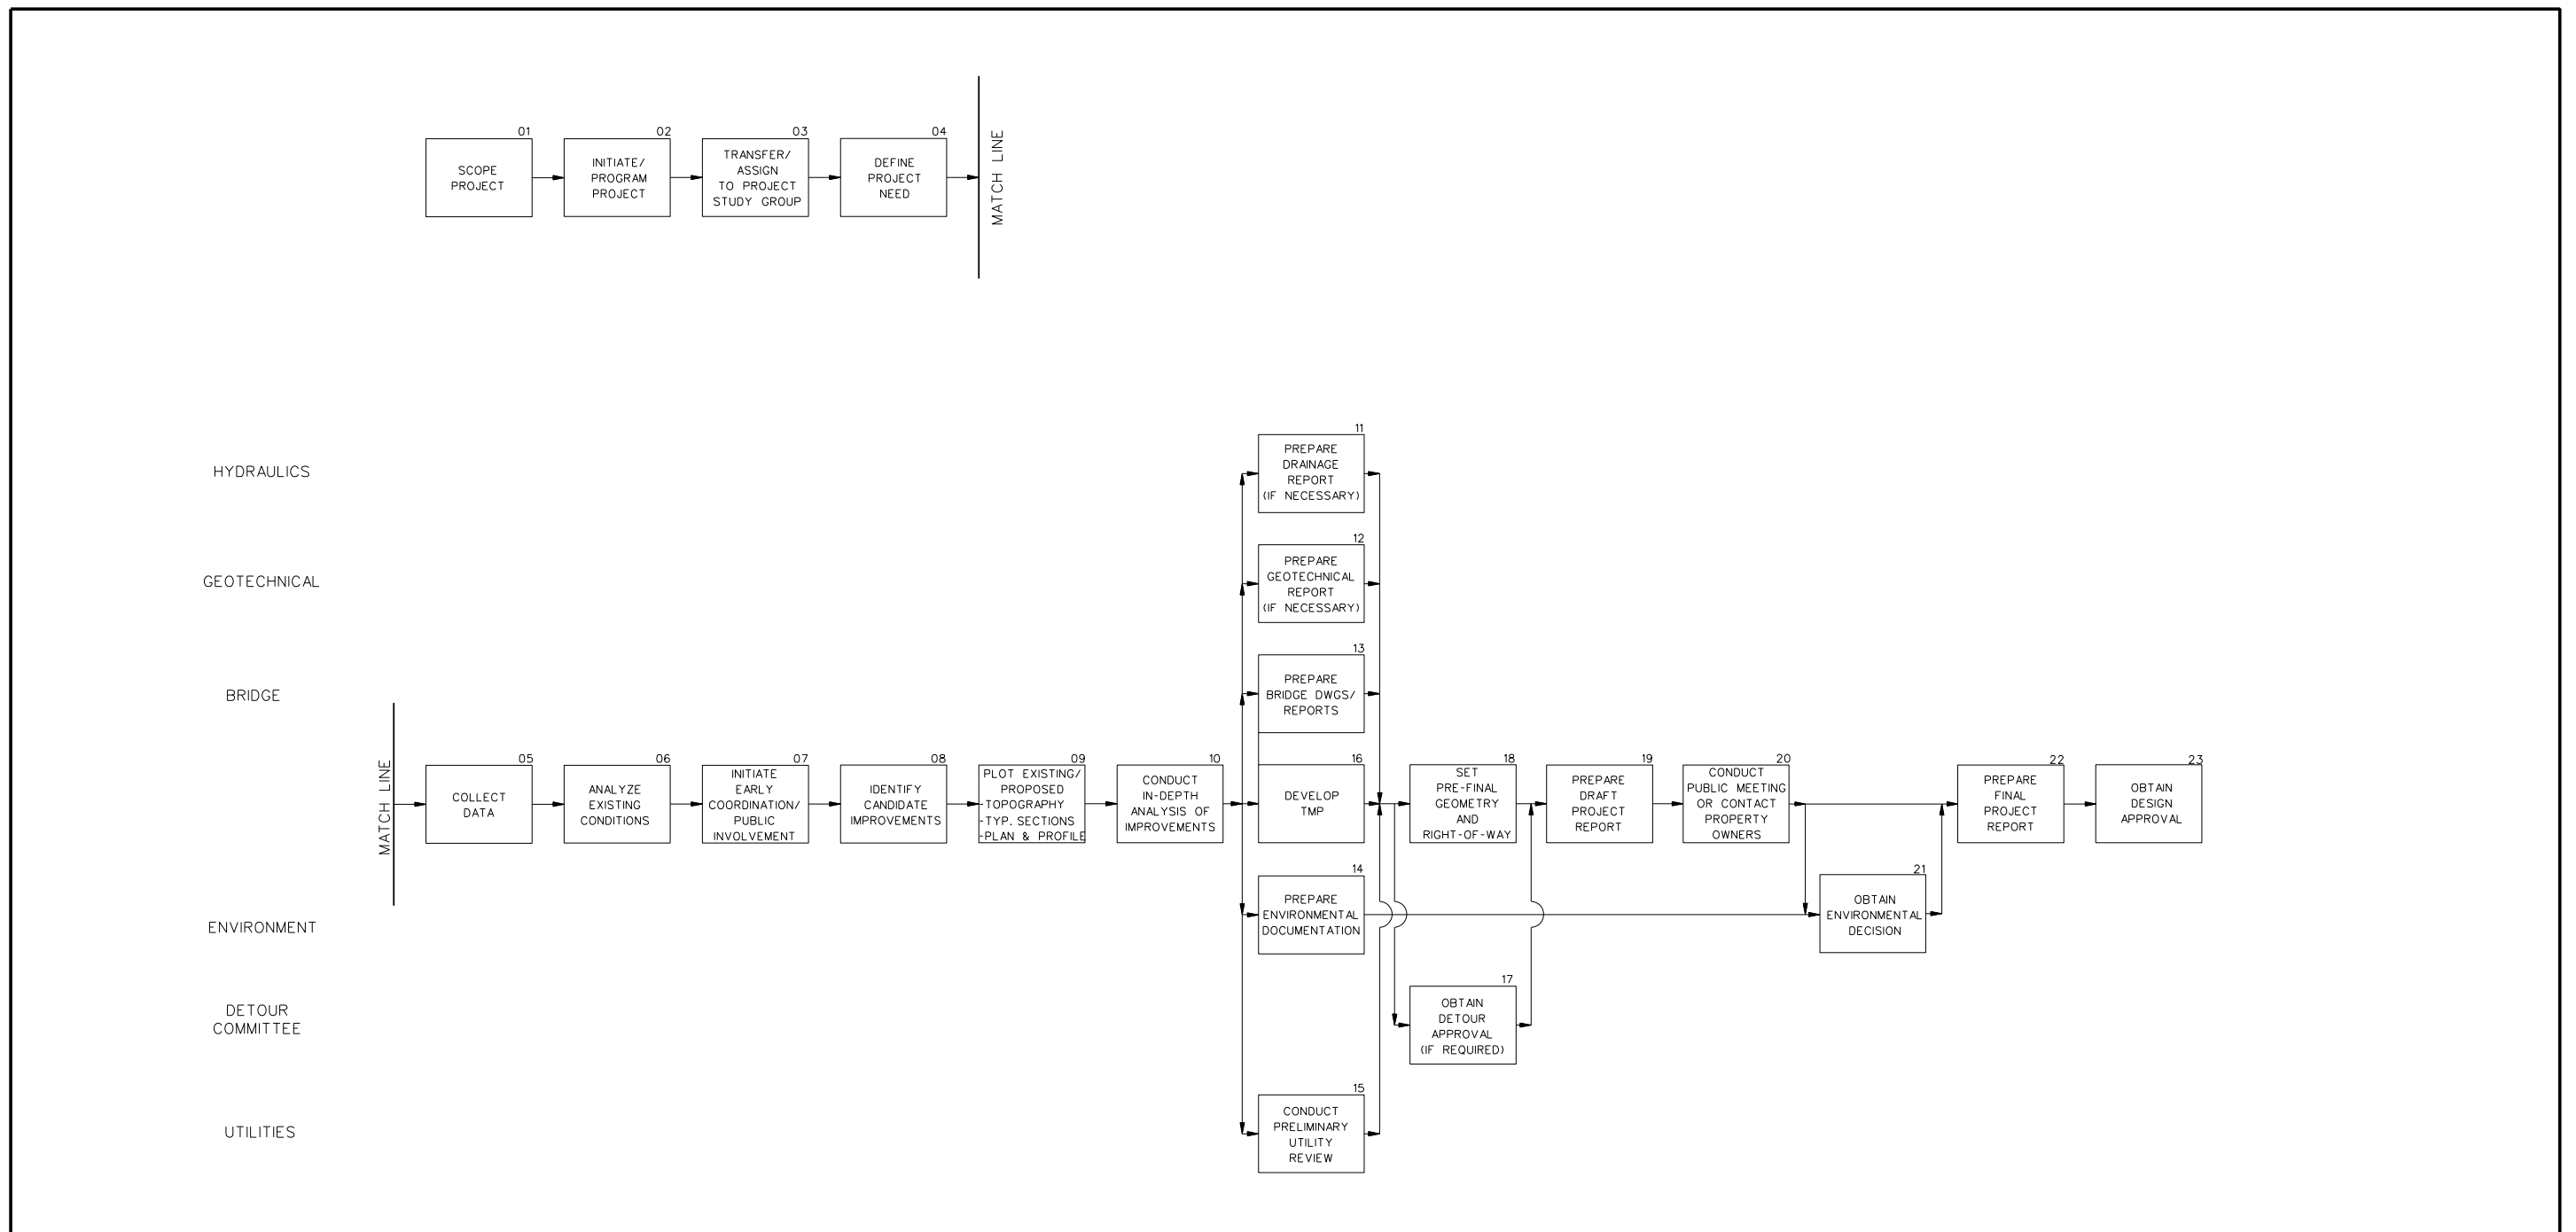 01
SCOPE
PROJECT
02
INITIATE/
PROGRAM
PROJECT
03
TRANSFER/
ASSIGN
TO PROJECT
STUDY GROUP
04
DEFINE
PROJECT
NEED
MATCH LINE
HYDRAULICS
GEOTECHNICAL
BRIDGE
ENVIRONMENT
DETOUR
COMMITTEE
UTILITIES
MATCH LINE
05
COLLECT
DATA
06
ANALYZE
EXISTING
CONDITIONS
07
INITIATE
EARLY
COORDINATION/
PUBLIC
INVOLVEMENT
08
IDENTIFY
CANDIDATE
IMPROVEMENTS
09
PLOT EXISTING/
PROPOSED
-TOPOGRAPHY
-TYP. SECTIONS
-PLAN & PROFILE
10
CONDUCT
IN-DEPTH
ANALYSIS OF
IMPROVEMENTS
11
PREPARE
DRAINAGE
REPORT
(IF NECESSARY)
12
PREPARE
GEOTECHNICAL
REPORT
(IF NECESSARY)
13
PREPARE
BRIDGE DWGS/
REPORTS
16
DEVELOP
TMP
14
PREPARE
ENVIRONMENTAL
DOCUMENTATION
15
CONDUCT
PRELIMINARY
UTILITY
REVIEW
18
SET
PRE-FINAL
GEOMETRY
AND
RIGHT-OF-WAY
17
OBTAIN
DETOUR
APPROVAL
(IF REQUIRED)
19
PREPARE
DRAFT
PROJECT
REPORT
20
CONDUCT
PUBLIC MEETING
OR CONTACT
PROPERTY
OWNERS
21
OBTAIN
ENVIRONMENTAL
DECISION
22
PREPARE
FINAL
PROJECT
REPORT
23
OBTAIN
DESIGN
APPROVAL